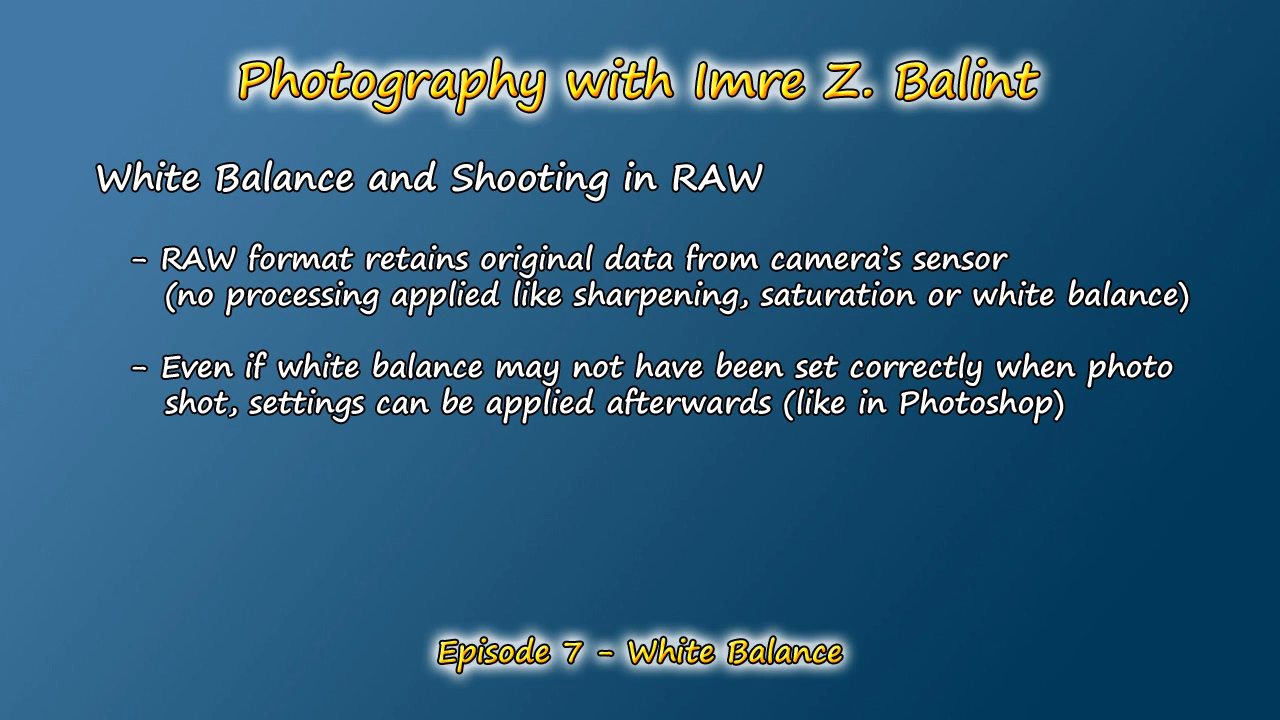 Photography with Imre Z. Balint
White Balance and Shooting in RAW
- RAW format retains original data from camera's sensor
(no processing applied like sharpening, saturation or white balance)
- Even if white balance may not have been set correctly when photo
shot, settings can be applied afterwards (like in Photoshop)
Episode 7 - White Balance